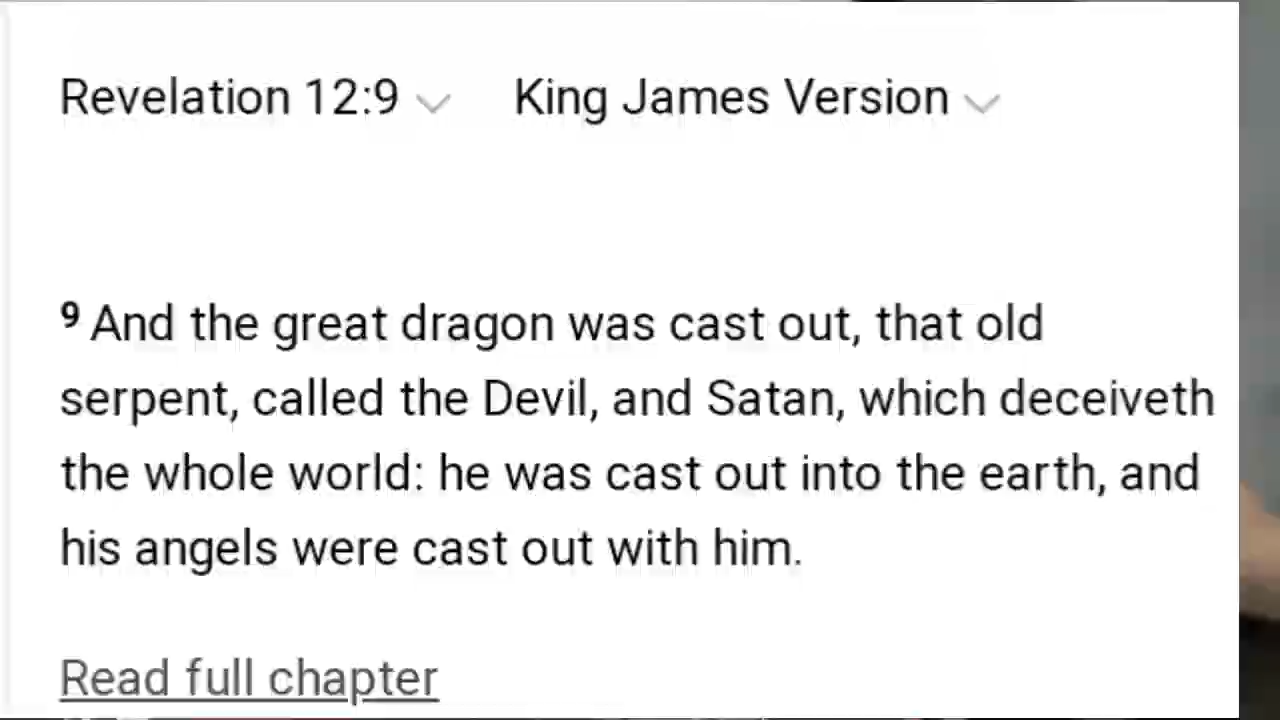 Revelation 12:9 King James Version
9 And the great dragon was cast out, that old
serpent, called the Devil, and Satan, which deceiveth
the whole world: he was cast out into the earth, and
his angels were cast out with him.
Read full chapter